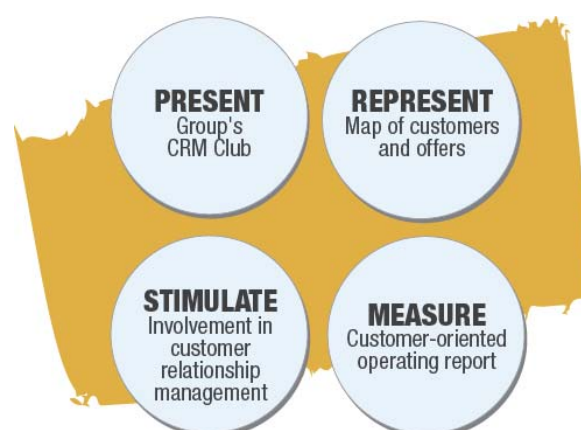 PRESENT
Group's
CRM Club
REPRESENT
Map of customers
and offers
STIMULATE
Involvement in
customer
relationship
management
MEASURE
Customer-oriented
operating report